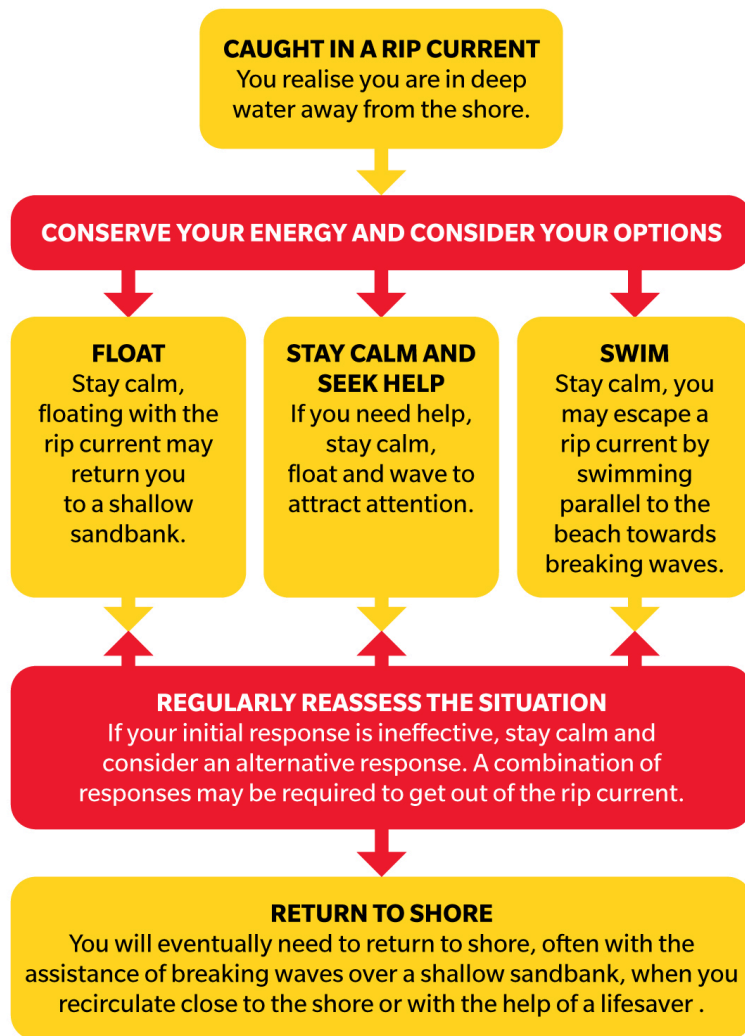 CAUGHT IN A RIP CURRENT
You realise you are in deep
water away from the shore.
CONSERVE YOUR ENERGY AND CONSIDER YOUR OPTIONS
FLOAT
Stay calm,
floating with the
rip current may
return you
to a shallow
sandbank.
STAY CALM AND
SEEK HELP
If you need help,
stay calm,
float and wave to
attract attention.
SWIM
Stay calm, you
may escape a
rip current by
swimming
parallel to the
beach towards
breaking waves.
REGULARLY REASSESS THE SITUATION
If your initial response is ineffective, stay calm and
consider an alternative response. A combination of
responses may be required to get out of the rip current.
RETURN TO SHORE
You will eventually need to return to shore, often with the
assistance of breaking waves over a shallow sandbank, when you
recirculate close to the shore or with the help of a lifesaver .